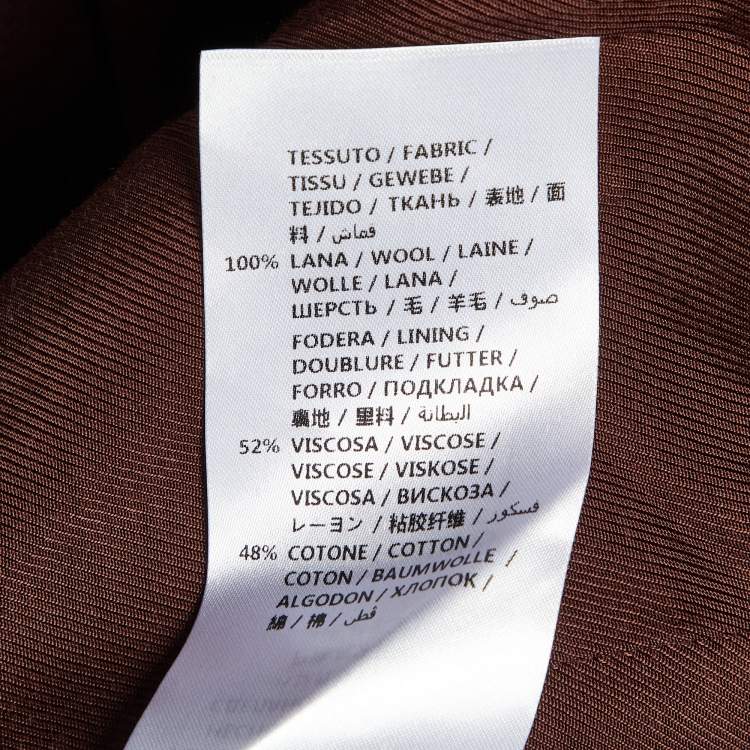 TESSUTO / FABRIC /
TISSU / GEWEBE /
TEJIDO / ТКАНЬ / 表地 / 面
料 / قماش
100% LANA / WOOL / LAINE /
WOLLE / LANA /
ШЕРСТЬ / 毛 / 羊毛 / صوف
FODERA / LINING /
DOUBLURE / FUTTER /
FORRO / ПОДКЛАДКА /
裏地 / 里料 / البطانة
52% VISCOSA / VISCOSE /
VISCOSE / VISKOSE /
VISCOSA / ВИСКОЗА /
レーヨン / 粘胶纤维 / فسكوز
48% COTONE / COTTON /
COTON / BAUMWOLLE /
ALGODON / ХЛОПОК /
綿 / 棉 / قطن